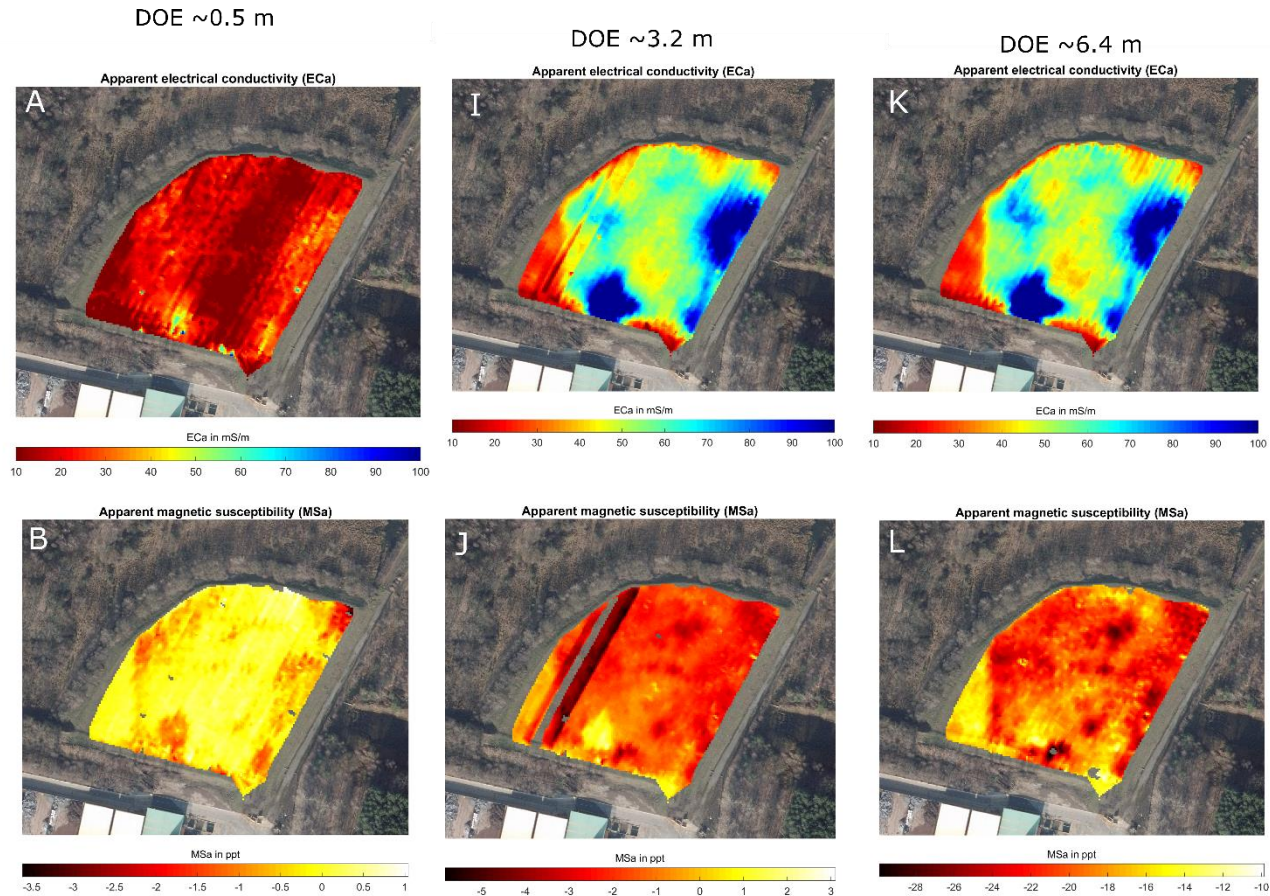 DOE ~0.5 m
DOE ~3.2 m
DOE ~6.4 m
Apparent electrical conductivity (ECa)
A
ECa in mS/m
10 20 30 40 50 60 70 80 90 100
Apparent electrical conductivity (ECa)
I
ECa in mS/m
10 20 30 40 50 60 70 80 90 100
Apparent electrical conductivity (ECa)
K
ECa in mS/m
10 20 30 40 50 60 70 80 90 100
Apparent magnetic susceptibility (MSa)
B
MSa in ppt
-3.5 -3 -2.5 -2 -1.5 -1 -0.5 0 0.5 1
Apparent magnetic susceptibility (MSa)
J
MSa in ppt
-5 -4 -3 -2 -1 0 1 2 3
Apparent magnetic susceptibility (MSa)
L
MSa in ppt
-28 -26 -24 -22 -20 -18 -16 -14 -12 -10